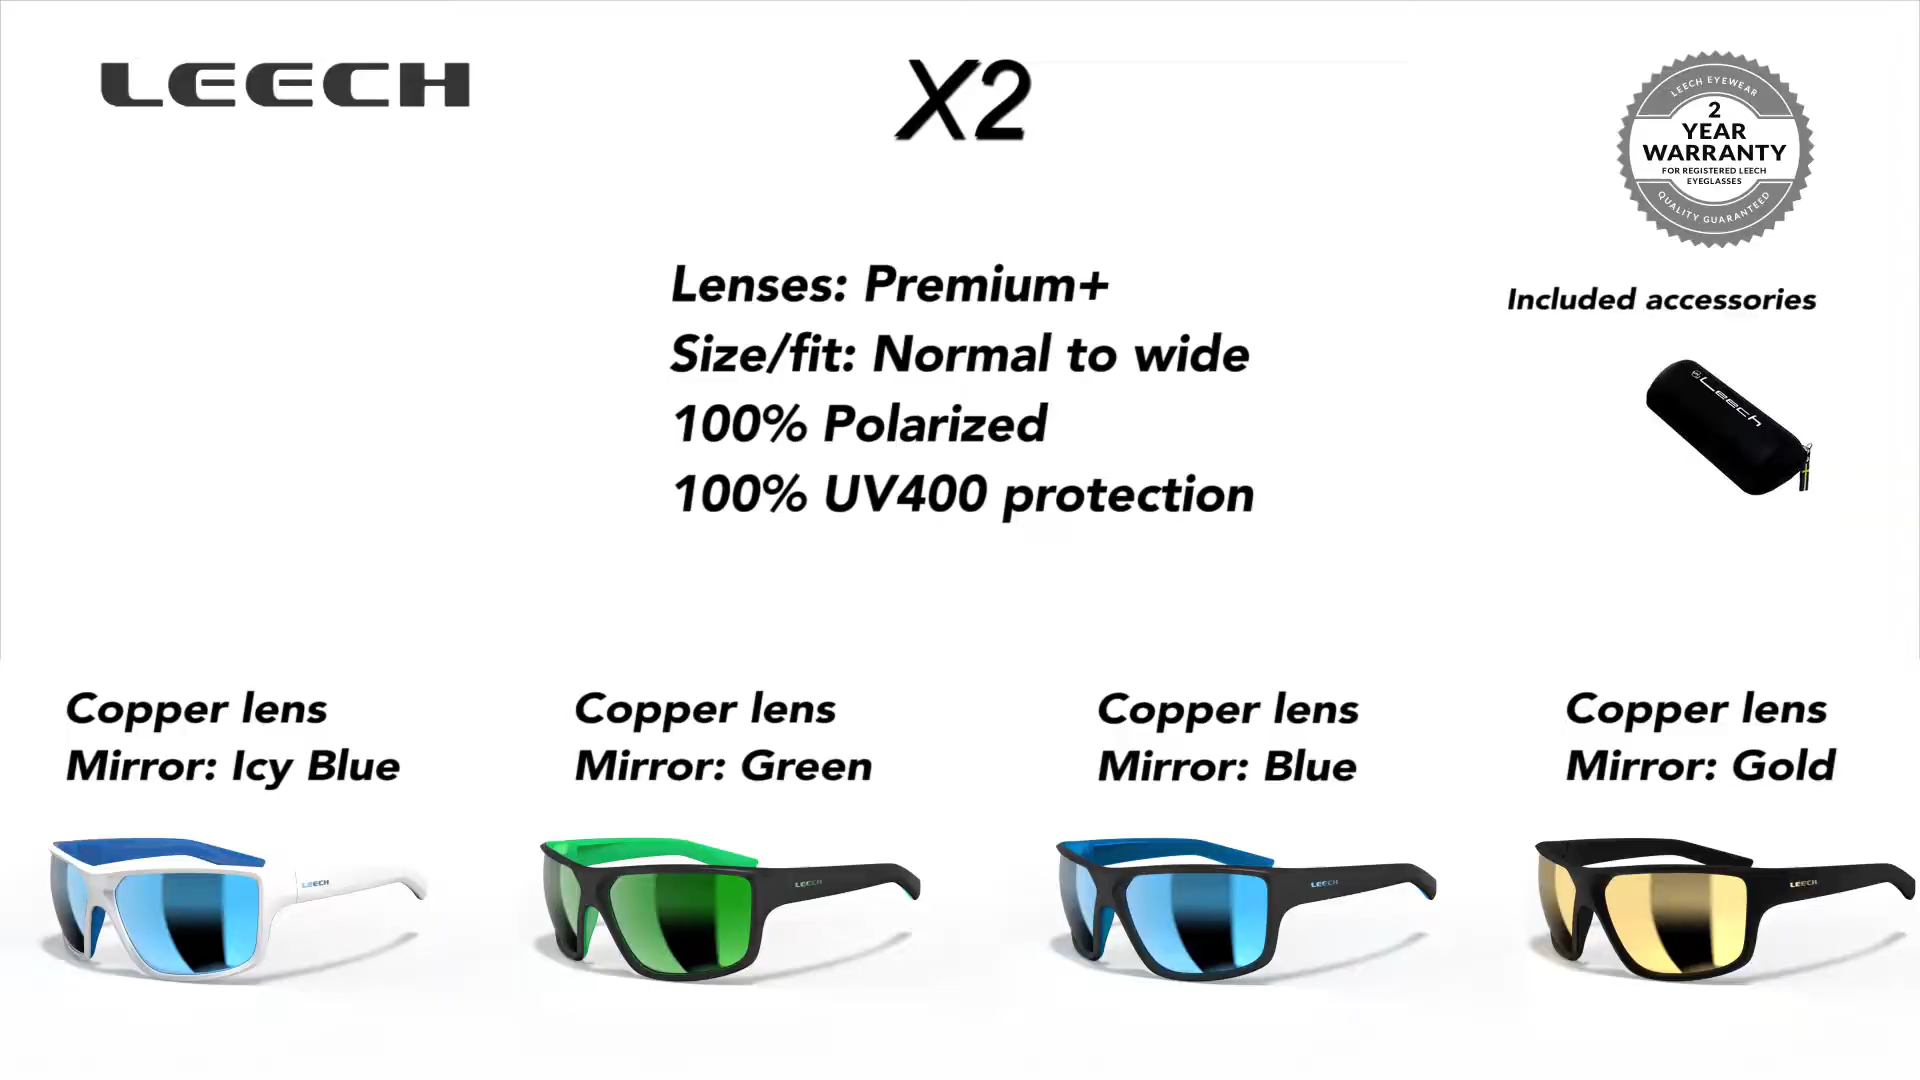 LEECH
X2
LEECH EYEWEAR
2
YEAR
WARRANTY
FOR REGISTERED LEECH
EYEGLASSES
QUALITY GUARANTEED
Lenses: Premium+
Size/fit: Normal to wide
100% Polarized
100% UV400 protection
Included accessories
Leech
Copper lens
Mirror: Icy Blue
Copper lens
Mirror: Green
Copper lens
Mirror: Blue
Copper lens
Mirror: Gold
LEECH
LEECH
LEECH
LEECH